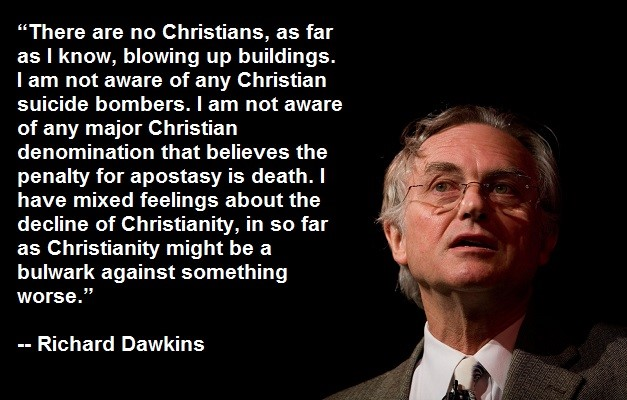 “There are no Christians, as far
as I know, blowing up buildings.
I am not aware of any Christian
suicide bombers. I am not aware
of any major Christian
denomination that believes the
penalty for apostasy is death. I
have mixed feelings about the
decline of Christianity, in so far
as Christianity might be a
bulwark against something
worse.”
-- Richard Dawkins